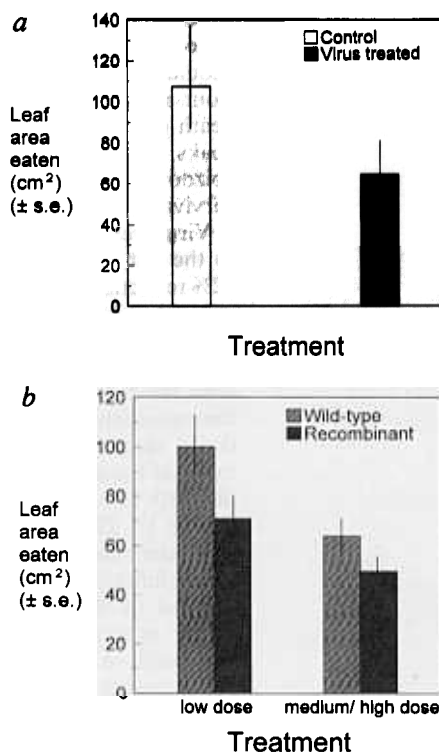 a
Control
Virus treated
Leaf
area
eaten
(cm²)
(± s.e.)
140
120
100
80
60
40
20
0
Treatment
b
Wild-type
Recombinant
Leaf
area
eaten
(cm²)
(± s.e.)
120
100
80
60
40
20
0
low dose
medium/ high dose
Treatment